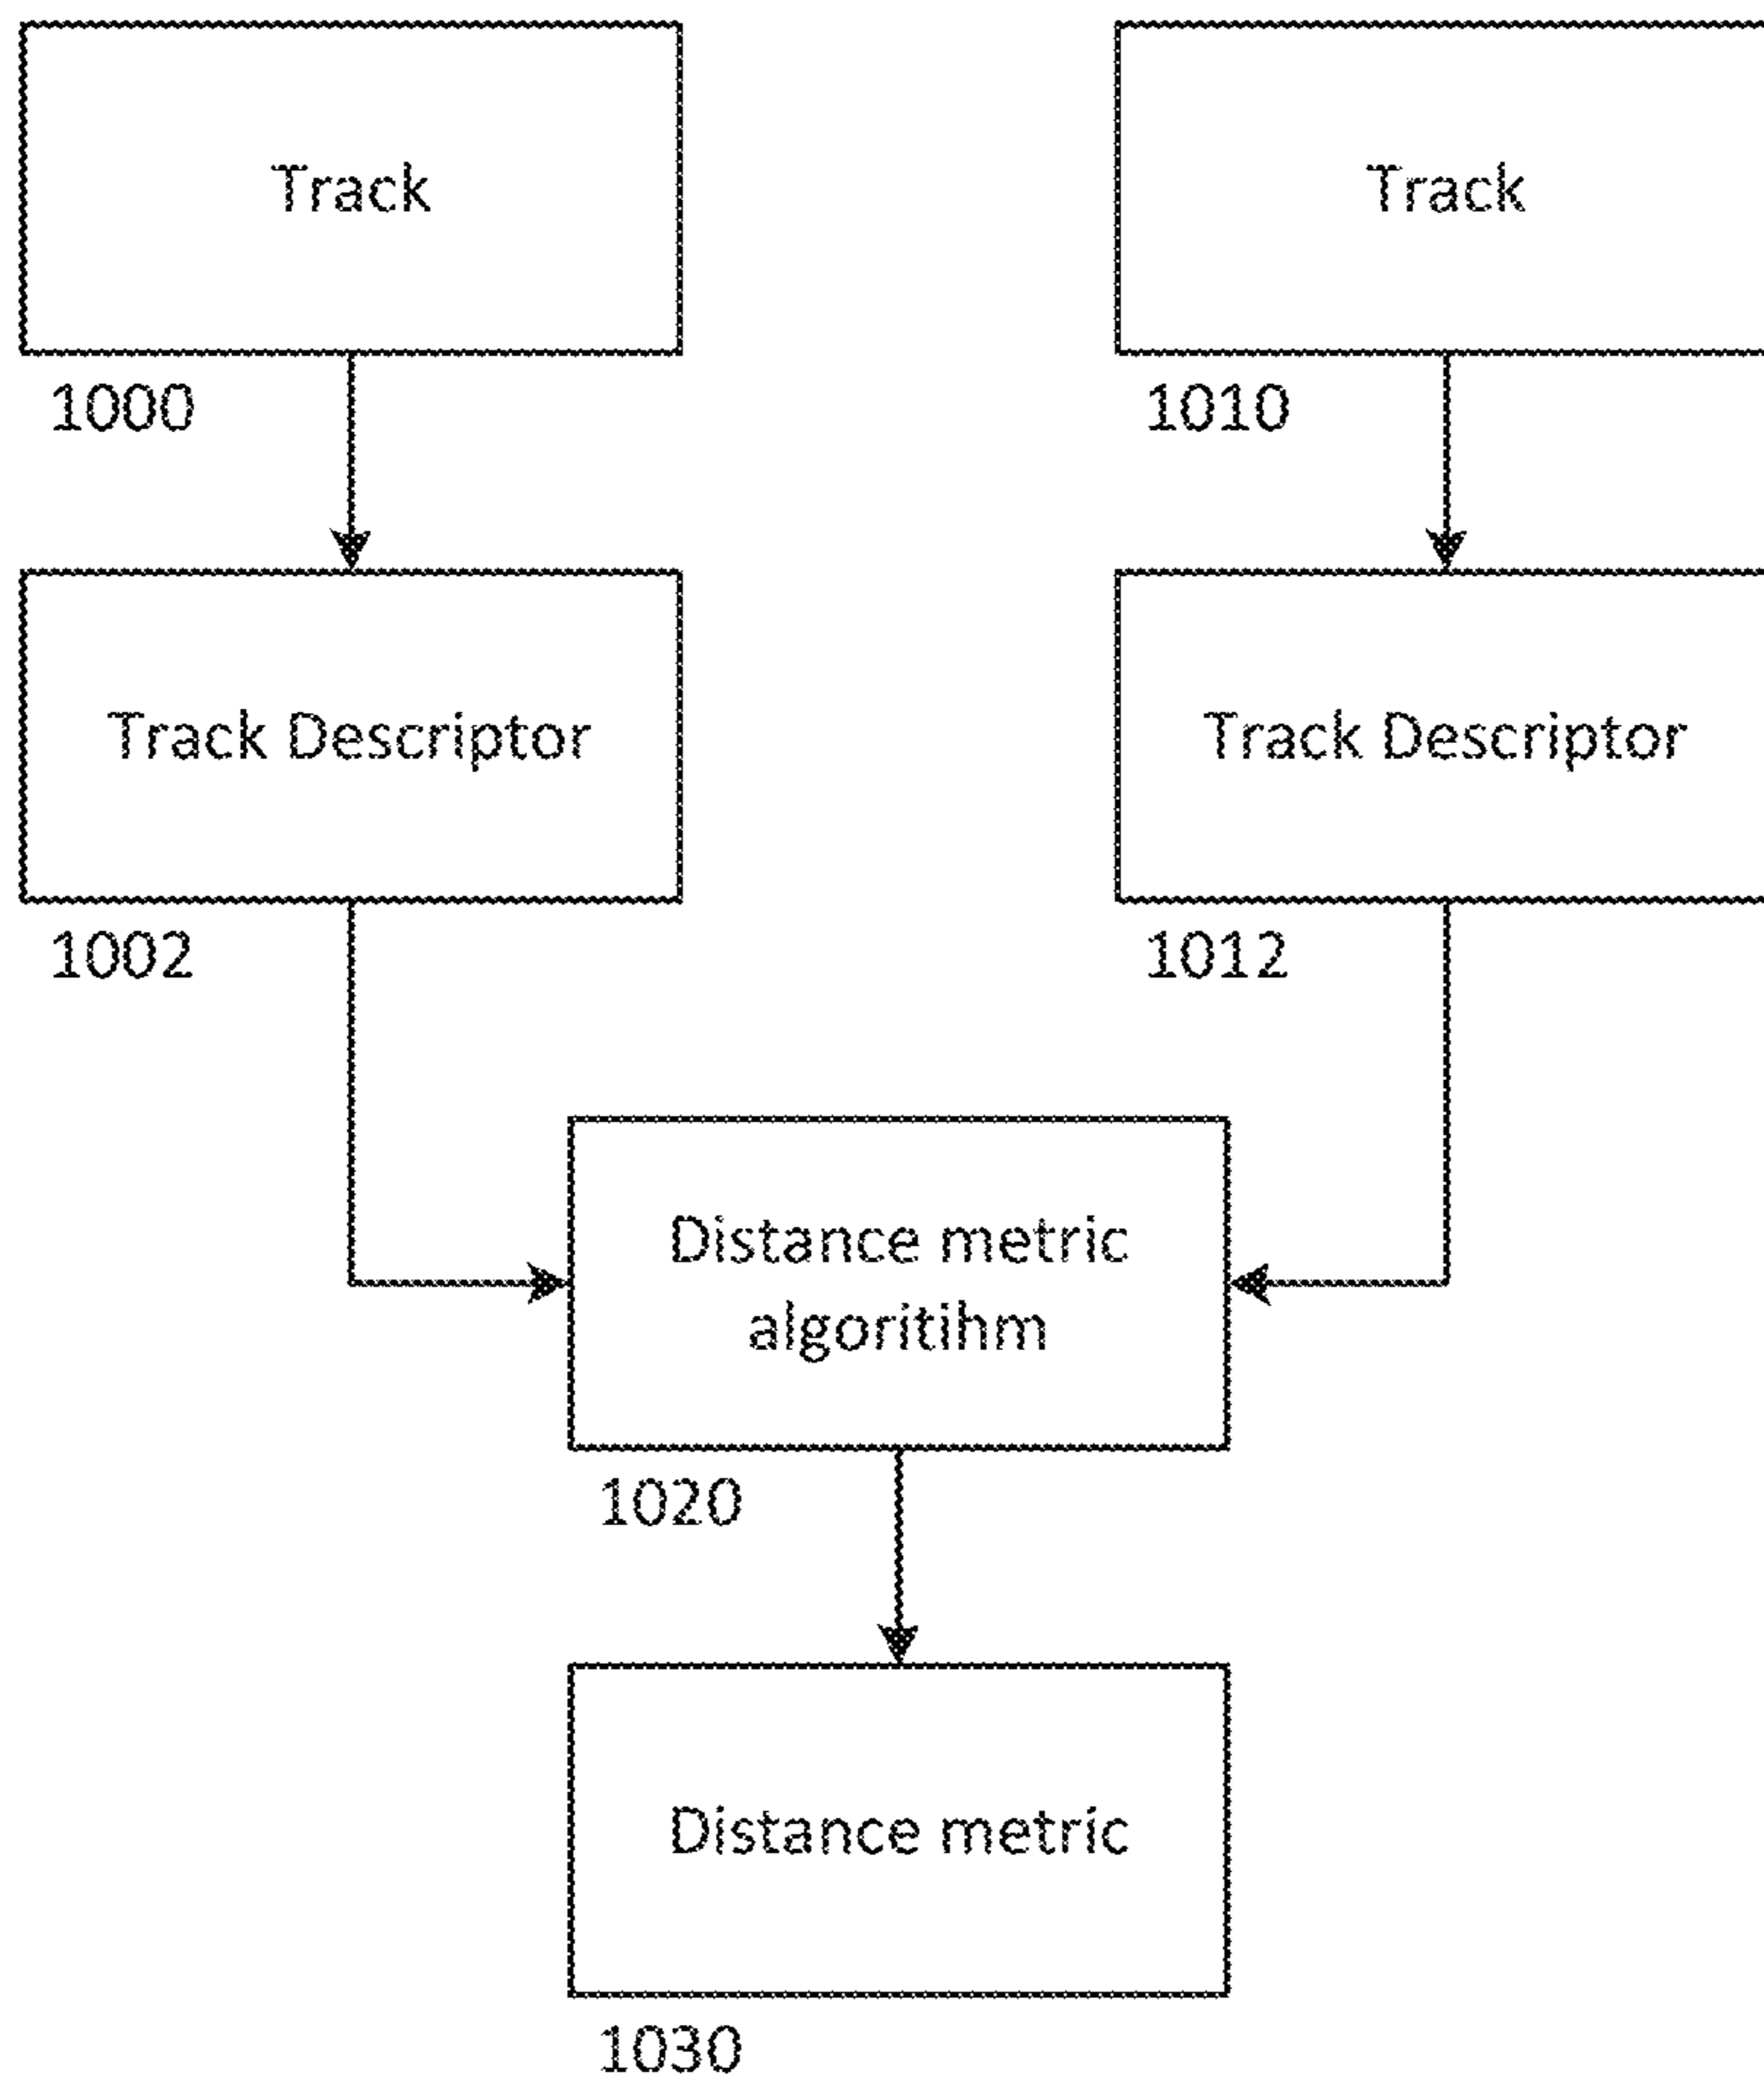 Track
Track
1000
1010
Track Descriptor
Track Descriptor
1002
1012
Distance metric
algoritihm
1020
Distance metric
1030